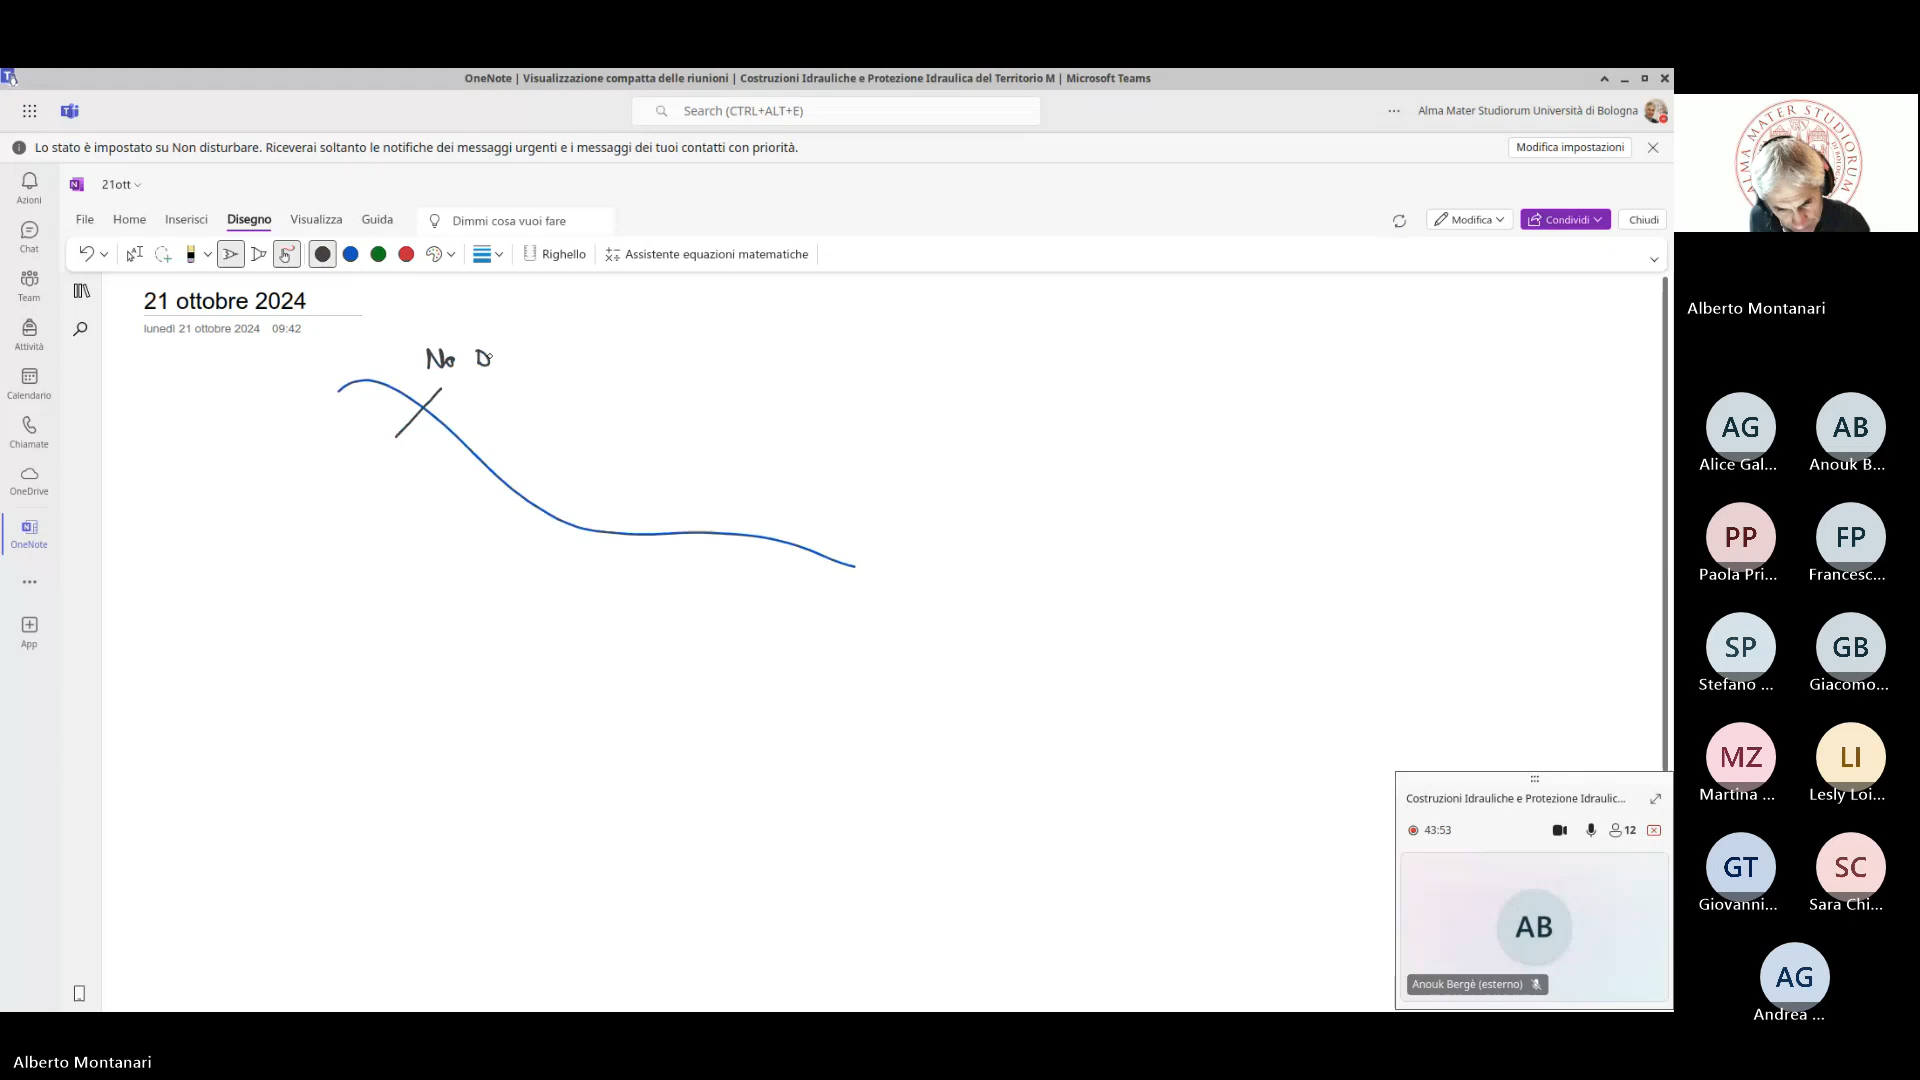 OneNote | Visualizzazione compatta delle riunioni | Costruzioni Idrauliche e Protezione Idraulica del Territorio M | Microsoft Teams
Search (CTRL+ALT+E)
Alma Mater Studiorum Università di Bologna
Lo stato è impostato su Non disturbare. Riceverai soltanto le notifiche dei messaggi urgenti e i messaggi dei tuoi contatti con priorità.
Modifica impostazioni
21ott
File Home Inserisci Disegno Visualizza Guida Dimmi cosa vuoi fare
Modifica Condividi Chiudi
Righello Assistente equazioni matematiche
Azioni
Chat
Team
Attività
Calendario
Chiamate
OneDrive
OneNote
App
21 ottobre 2024
lunedì 21 ottobre 2024 09:42
No D
Costruzioni Idrauliche e Protezione Idraulic...
43:53
12
AB
Anouk Bergè (esterno)
ALMA MATER STUDIORUM
Alberto Montanari
AG
Alice Gal...
AB
Anouk B...
PP
Paola Pri...
FP
Francesc...
SP
Stefano ...
GB
Giacomo...
MZ
Martina ...
LI
Lesly Loi...
GT
Giovanni...
SC
Sara Chi...
AG
Andrea ...
Alberto Montanari